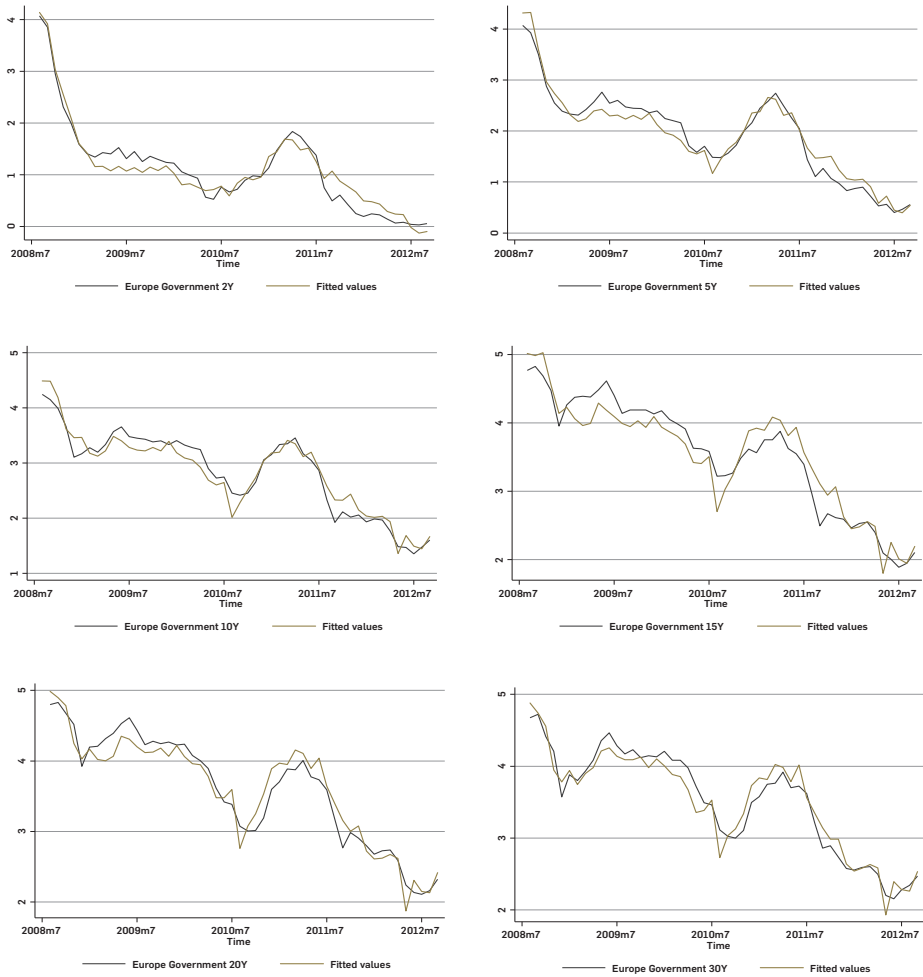 4
3
2
1
0
2008m7 2009m7 2010m7 2011m7 2012m7
Time
Europe Government 2Y Fitted values
4
3
2
1
0
2008m7 2009m7 2010m7 2011m7 2012m7
Time
Europe Government 5Y Fitted values
5
4
3
2
1
2008m7 2009m7 2010m7 2011m7 2012m7
Time
Europe Government 10Y Fitted values
5
4
3
2
2008m7 2009m7 2010m7 2011m7 2012m7
Time
Europe Government 15Y Fitted values
5
4
3
2
2008m7 2009m7 2010m7 2011m7 2012m7
Time
Europe Government 20Y Fitted values
5
4
3
2
2008m7 2009m7 2010m7 2011m7 2012m7
Time
Europe Government 30Y Fitted values